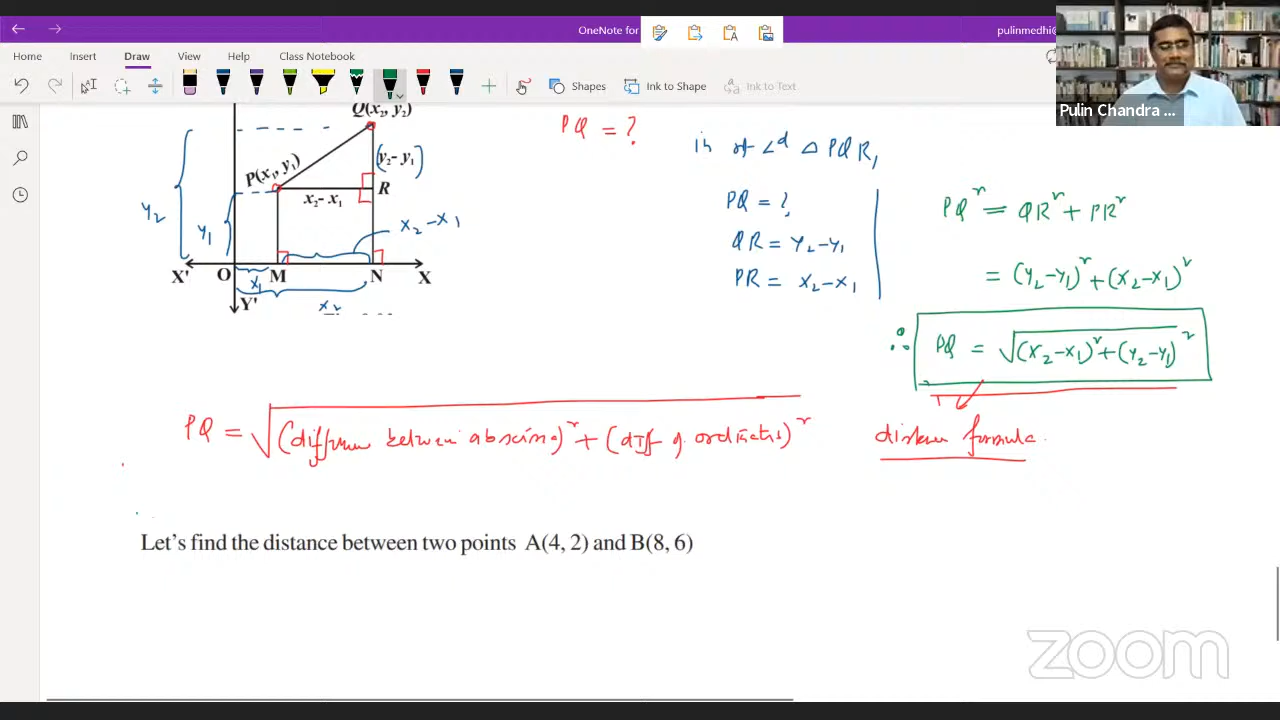 OneNote for
pulinmedhi@
Home Insert Draw View Help Class Notebook
Shapes Ink to Shape Ink to Text
Pulin Chandra ...
Q(x₂, y₂)
P(x₁, y₁)
(y₂- y₁)
R
x₂- x₁
y₂
y₁
x₂-x₁
X' O M N X
x₁
Y'
x₂
PQ = ?
in rt ∠d △ PQR,
PQ = ?
QR = y₂-y₁
PR = x₂-x₁
PQ² = QR² + PR²
= (y₂-y₁)² + (x₂-x₁)²
∴ PQ = √(x₂-x₁)² + (y₂-y₁)²
PQ = √(difference between abscissa)² + (diff of ordinates)²
distance formula.
Let's find the distance between two points A(4, 2) and B(8, 6)
zoom